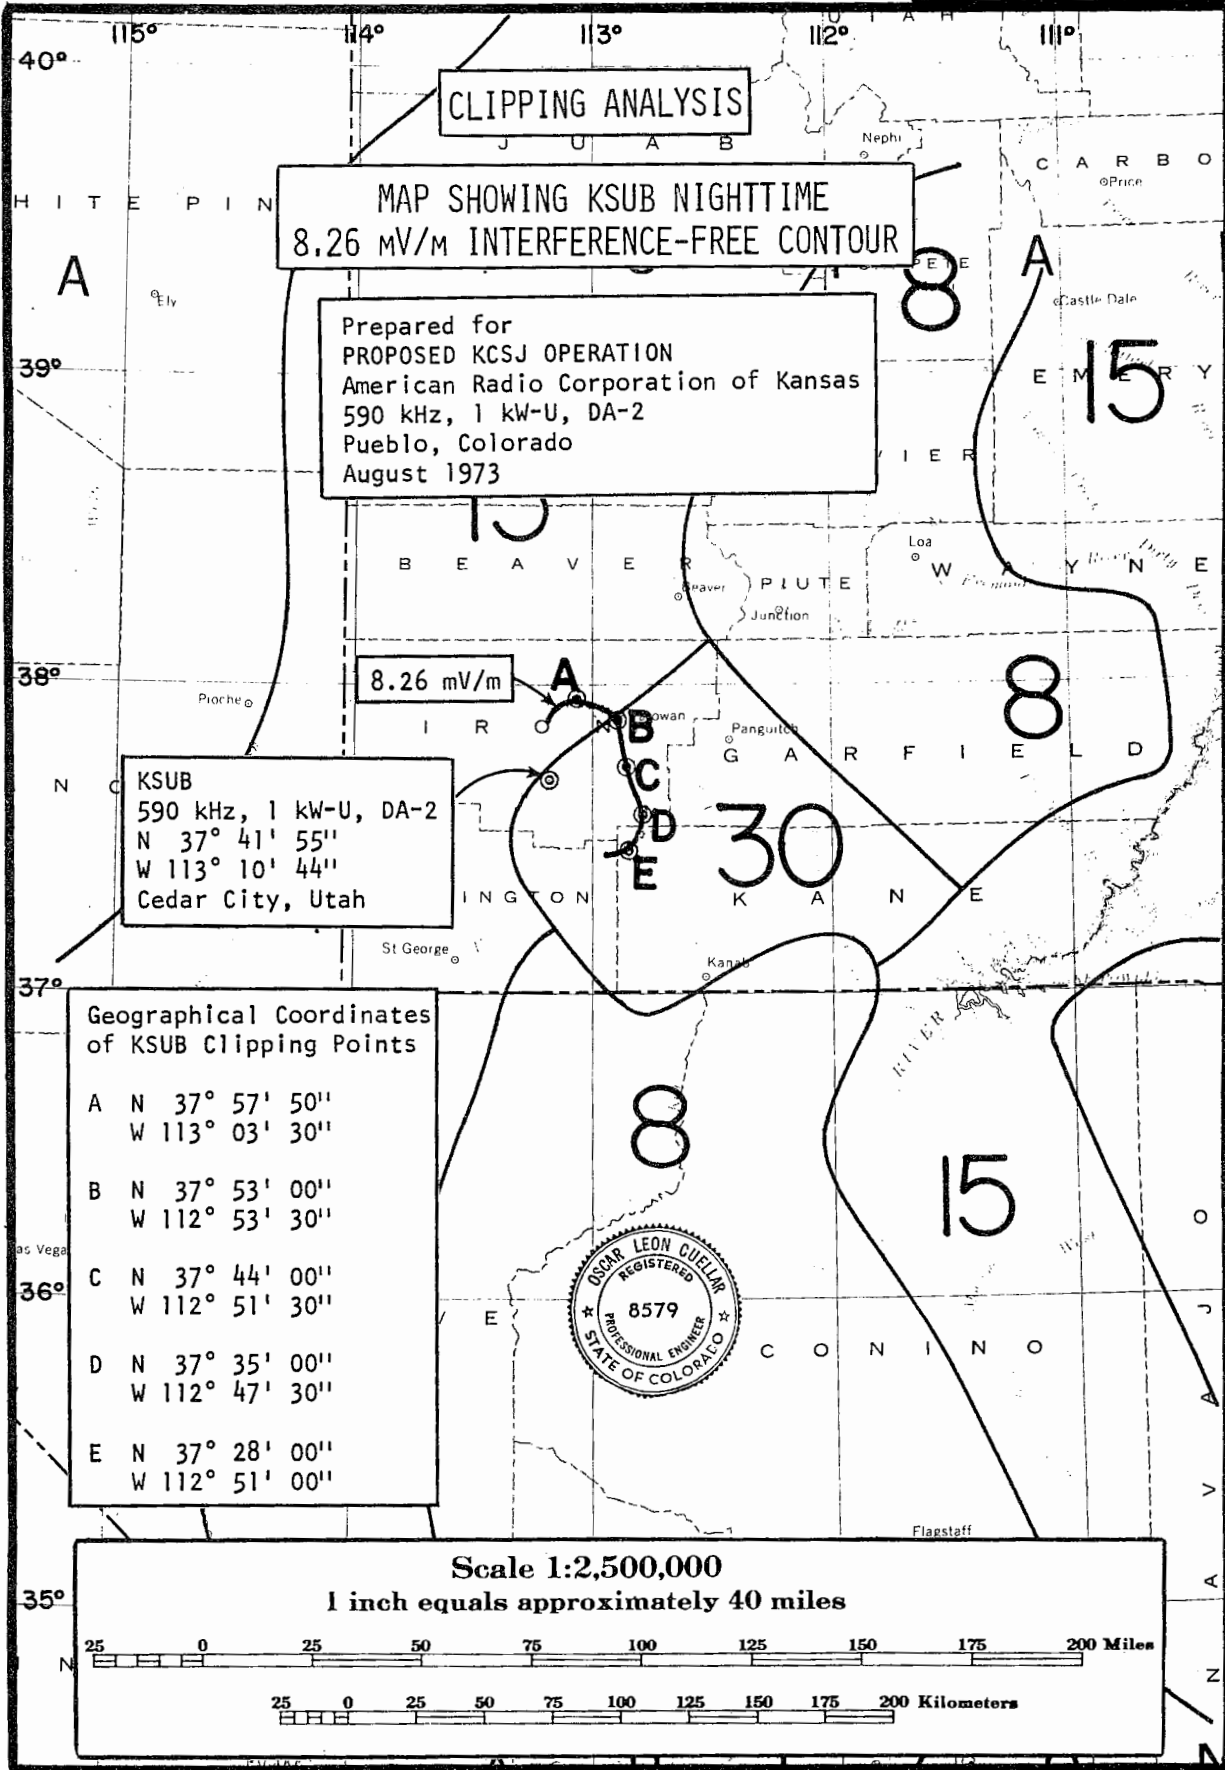 U T A H
115° 114° 113° 112° 111°
40°
CLIPPING ANALYSIS
J U A B
Nephi
C A R B O
Price
MAP SHOWING KSUB NIGHTTIME
8.26 mV/m INTERFERENCE-FREE CONTOUR
H I T E P I N
A
Ely
8
A
Castle Dale
Prepared for
PROPOSED KCSJ OPERATION
American Radio Corporation of Kansas
590 kHz, 1 kW-U, DA-2
Pueblo, Colorado
August 1973
39°
E M E R Y
15
V I E R
15
B E A V E R
Beaver
P I U T E
Junction
Loa
W A Y N E
River
Dirty
38°
8.26 mV/m
A
Pioche
I R O N
B
owan
Panguitch
G A R F I E L D
8
C
KSUB
590 kHz, 1 kW-U, DA-2
N 37° 41' 55"
W 113° 10' 44"
Cedar City, Utah
N C
D
30
E
I N G T O N
K A N E
St George
Kanab
37°
RIVER
Geographical Coordinates
of KSUB Clipping Points
A N 37° 57' 50"
W 113° 03' 30"
B N 37° 53' 00"
W 112° 53' 30"
C N 37° 44' 00"
W 112° 51' 30"
D N 37° 35' 00"
W 112° 47' 30"
E N 37° 28' 00"
W 112° 51' 00"
8
15
as Vega
36°
OSCAR LEON CUELLAR
REGISTERED
8579
PROFESSIONAL ENGINEER
STATE OF COLORADO
V E
C O N I N O
O
J
A
V
A
Flagstaff
35°
Scale 1:2,500,000
1 inch equals approximately 40 miles
25 0 25 50 75 100 125 150 175 200 Miles
25 0 25 50 75 100 125 150 175 200 Kilometers
N
Z
N